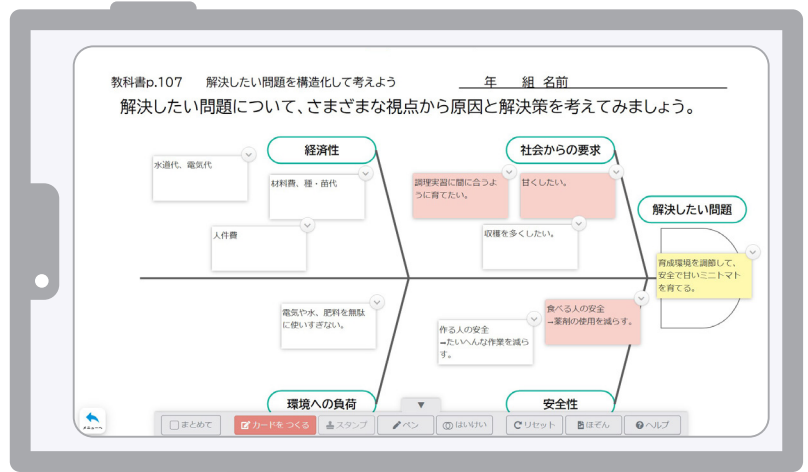 教科書p.107 解決したい問題を構造化して考えよう 年 組 名前
解決したい問題について、さまざまな視点から原因と解決策を考えてみましょう。
経済性
社会からの要求
水道代、電気代
材料費、種・苗代
調理実習に間に合うよ
うに育てたい。
甘くしたい。
解決したい問題
人件費
収穫を多くしたい。
育成環境を調節して、
安全で甘いミニトマト
を育てる。
電気や水、肥料を無駄
に使いすぎない。
作る人の安全
→たいへんな作業を減ら
す。
食べる人の安全
→薬剤の使用を減らす。
環境への負荷
安全性
メニューへ
まとめて
カードを つくる
スタンプ
ペン
はいけい
リセット
ほぞん
ヘルプ